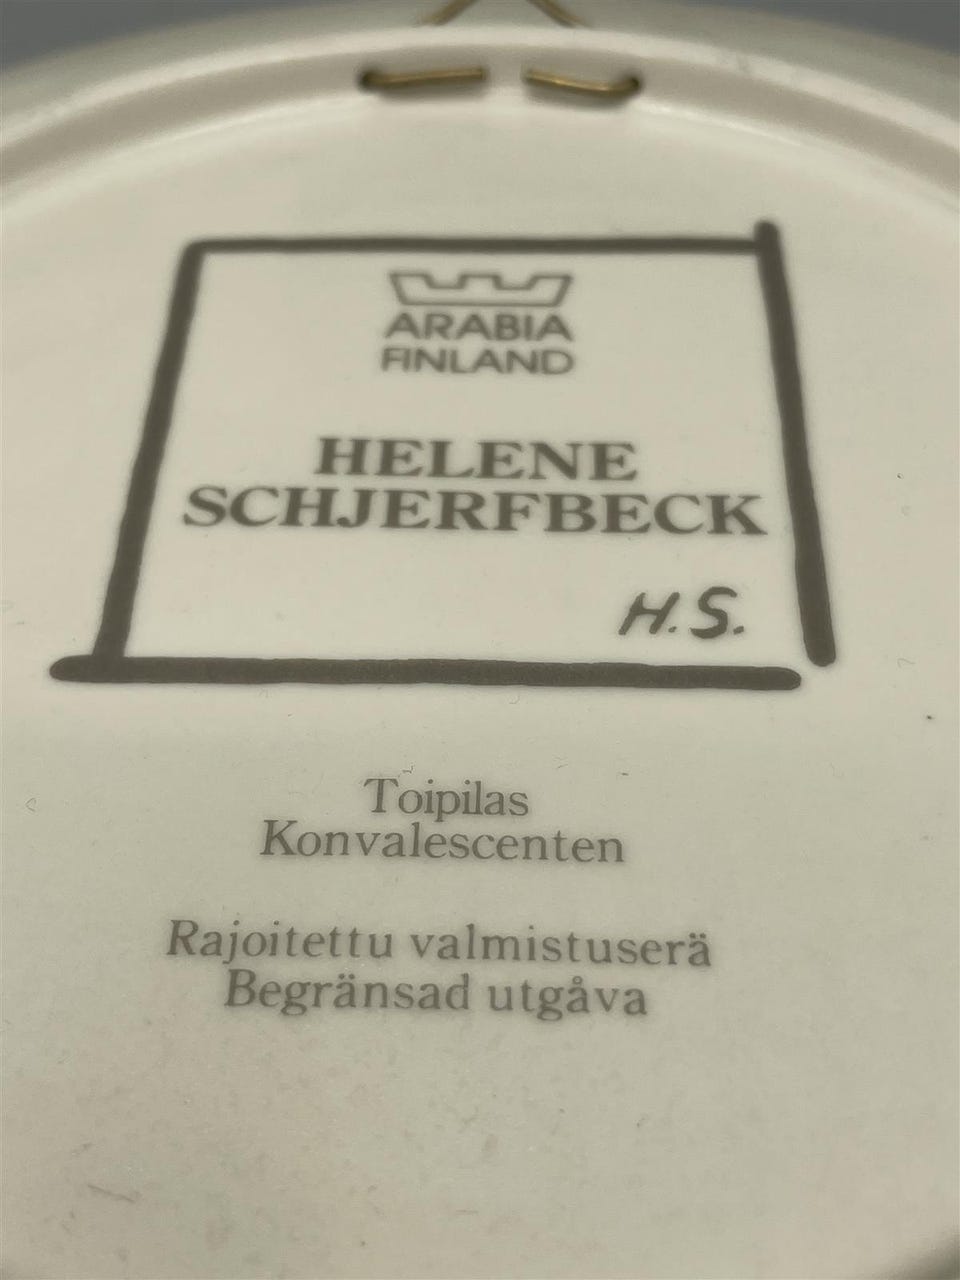 ARABIA
FINLAND
HELENE
SCHJERFBECK
H.S.
Toipilas
Konvalescenten
Rajoitettu valmistuserä
Begränsad utgåva